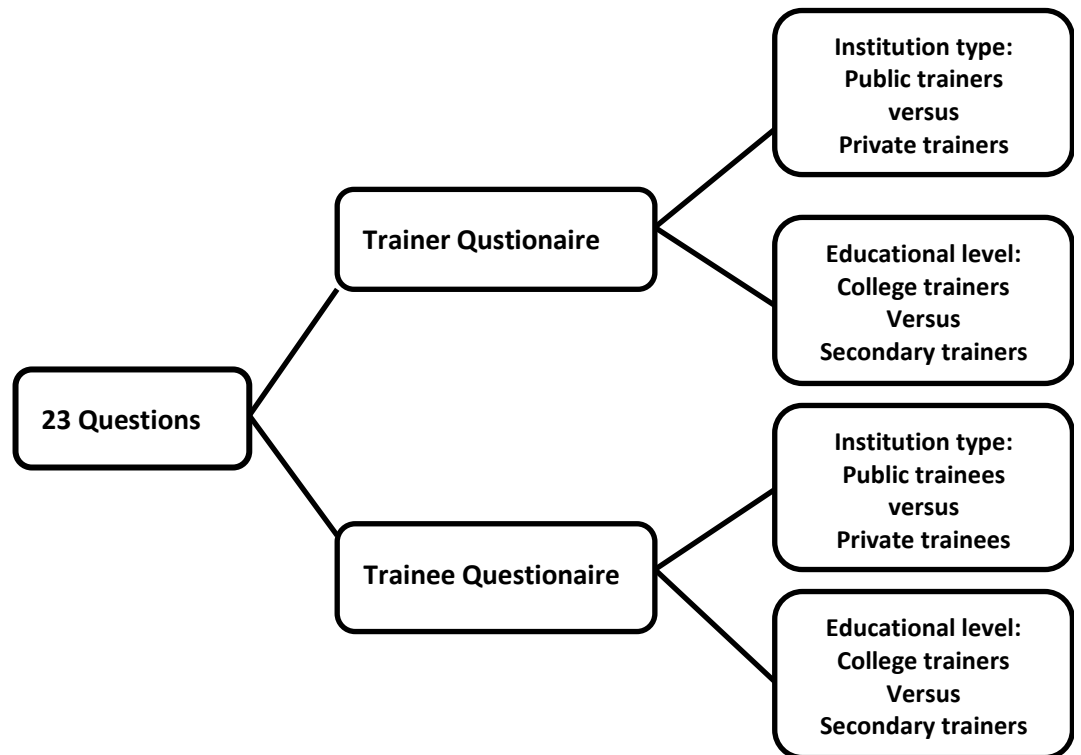 23 Questions
Trainer Qustionaire
Institution type:
Public trainers
versus
Private trainers
Educational level:
College trainers
Versus
Secondary trainers
Trainee Questionaire
Institution type:
Public trainees
versus
Private trainees
Educational level:
College trainers
Versus
Secondary trainers